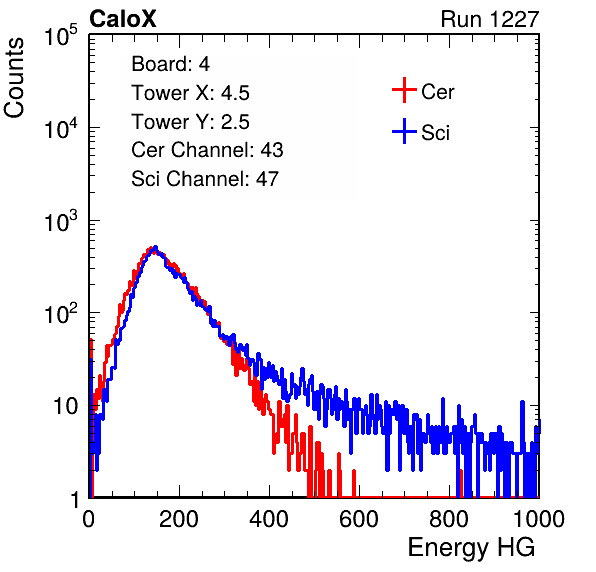 CaloX Run 1227
Counts
10^5
10^4
10^3
10^2
10
1
Board: 4
Tower X: 4.5
Tower Y: 2.5
Cer Channel: 43
Sci Channel: 47
Cer
Sci
0 200 400 600 800 1000
Energy HG